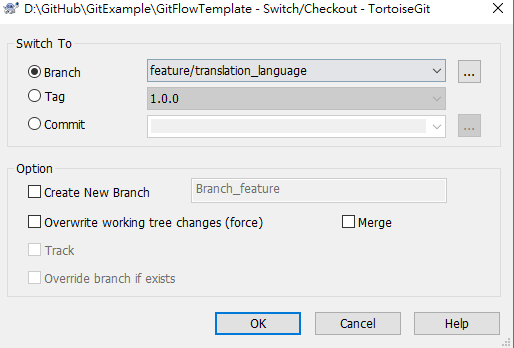 D:\GitHub\GitExample\GitFlowTemplate - Switch/Checkout - TortoiseGit
Switch To
Branch
feature/translation_language
...
Tag
1.0.0
Commit
...
Option
Create New Branch
Branch_feature
Overwrite working tree changes (force)
Merge
Track
Override branch if exists
OK
Cancel
Help